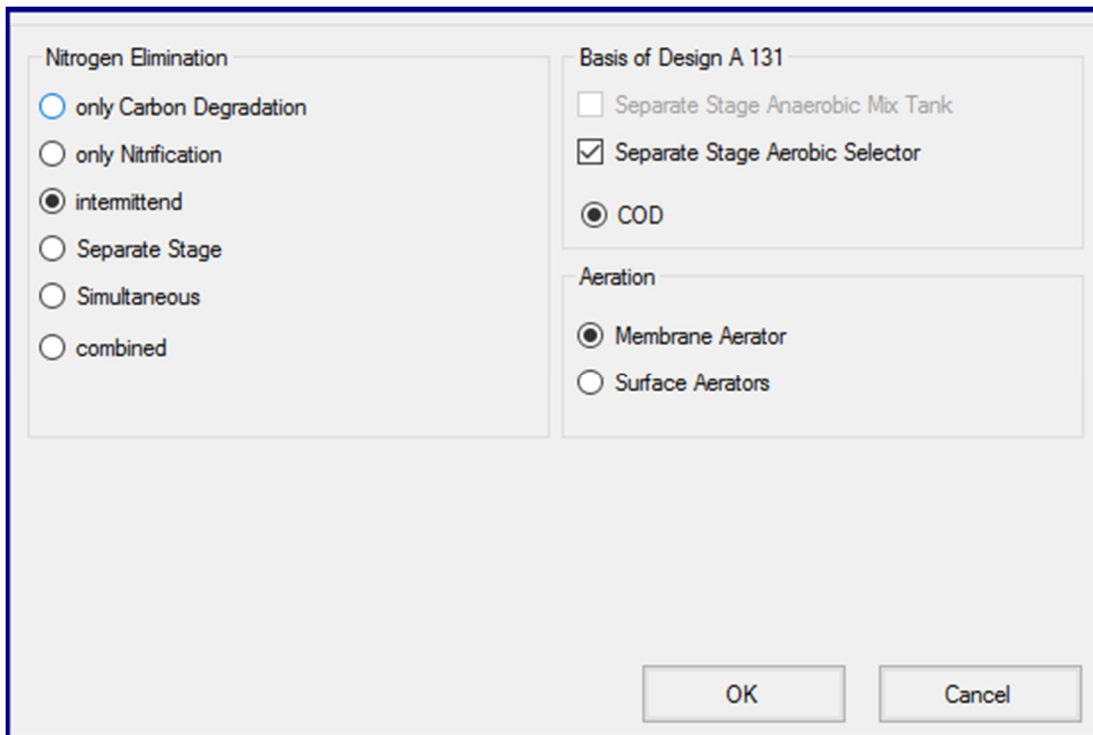 Nitrogen Elimination
only Carbon Degradation
only Nitrification
intermittend
Separate Stage
Simultaneous
combined
Basis of Design A 131
Separate Stage Anaerobic Mix Tank
Separate Stage Aerobic Selector
COD
Aeration
Membrane Aerator
Surface Aerators
OK
Cancel